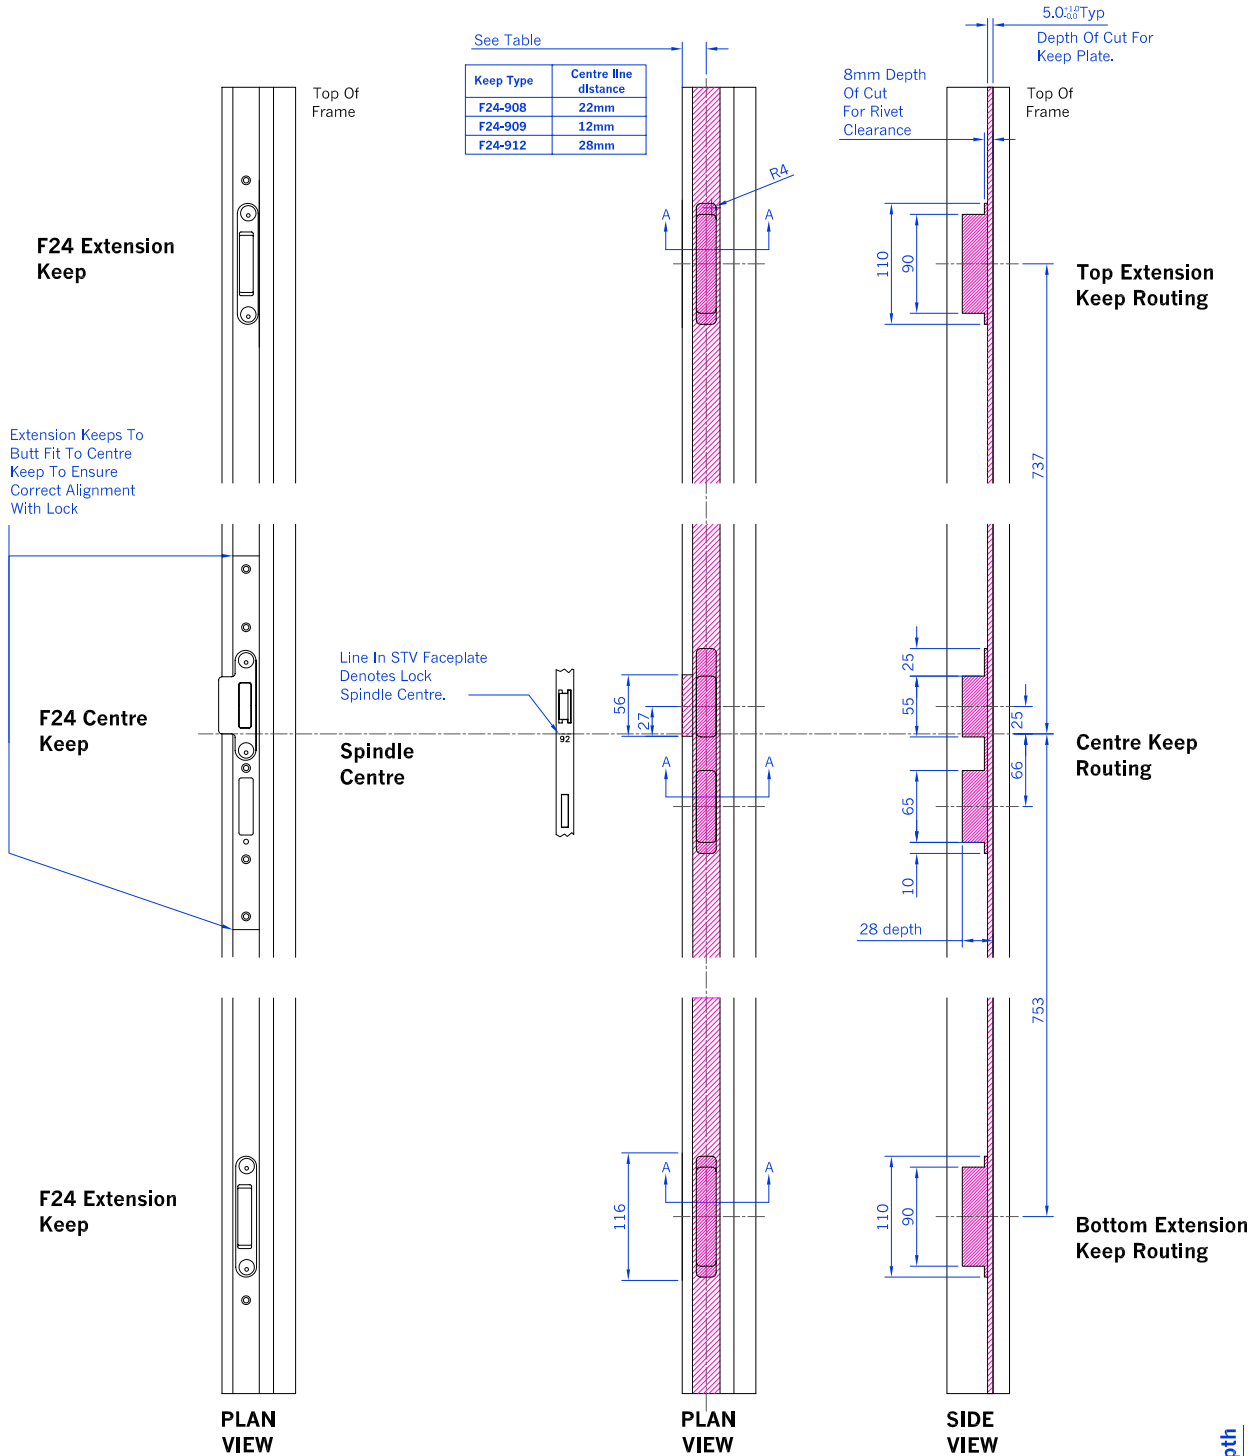 5.0+1.0-0.0Typ
Depth Of Cut For
Keep Plate.
See Table
Keep Type	Centre line distance
F24-908	22mm
F24-909	12mm
F24-912	28mm
Top Of
Frame
8mm Depth
Of Cut
For Rivet
Clearance
Top Of
Frame
R4
A
A
F24 Extension
Keep
110
90
Top Extension
Keep Routing
737
Extension Keeps To
Butt Fit To Centre
Keep To Ensure
Correct Alignment
With Lock
Line In STV Faceplate
Denotes Lock
Spindle Centre.
F24 Centre
Keep
Spindle
Centre
92
56
27
A
A
25
55
25
66
65
10
28 depth
Centre Keep
Routing
753
F24 Extension
Keep
116
A
A
110
90
Bottom Extension
Keep Routing
PLAN
VIEW
PLAN
VIEW
SIDE
VIEW
pth